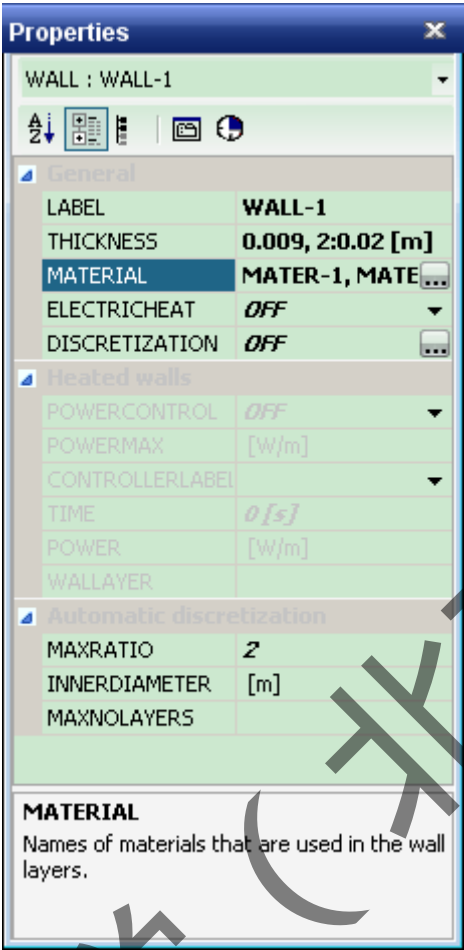 Properties
WALL : WALL-1
General
LABEL WALL-1
THICKNESS 0.009, 2:0.02 [m]
MATERIAL MATER-1, MATE...
ELECTRICHEAT OFF
DISCRETIZATION OFF ...
Heated walls
POWERCONTROL OFF
POWERMAX [W/m]
CONTROLLERLABEL
TIME 0 [s]
POWER [W/m]
WALLAYER
Automatic discretization
MAXRATIO 2
INNERDIAMETER [m]
MAXNOLAYERS
MATERIAL
Names of materials that are used in the wall
layers.